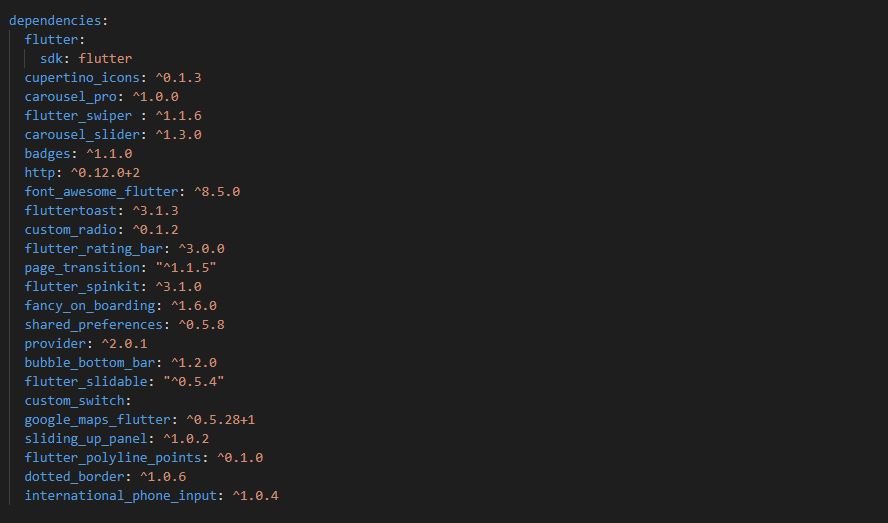 dependencies:
  flutter:
    sdk: flutter
  cupertino_icons: ^0.1.3
  carousel_pro: ^1.0.0
  flutter_swiper : ^1.1.6
  carousel_slider: ^1.3.0
  badges: ^1.1.0
  http: ^0.12.0+2
  font_awesome_flutter: ^8.5.0
  fluttertoast: ^3.1.3
  custom_radio: ^0.1.2
  flutter_rating_bar: ^3.0.0
  page_transition: "^1.1.5"
  flutter_spinkit: ^3.1.0
  fancy_on_boarding: ^1.6.0
  shared_preferences: ^0.5.8
  provider: ^2.0.1
  bubble_bottom_bar: ^1.2.0
  flutter_slidable: "^0.5.4"
  custom_switch:
  google_maps_flutter: ^0.5.28+1
  sliding_up_panel: ^1.0.2
  flutter_polyline_points: ^0.1.0
  dotted_border: ^1.0.6
  international_phone_input: ^1.0.4